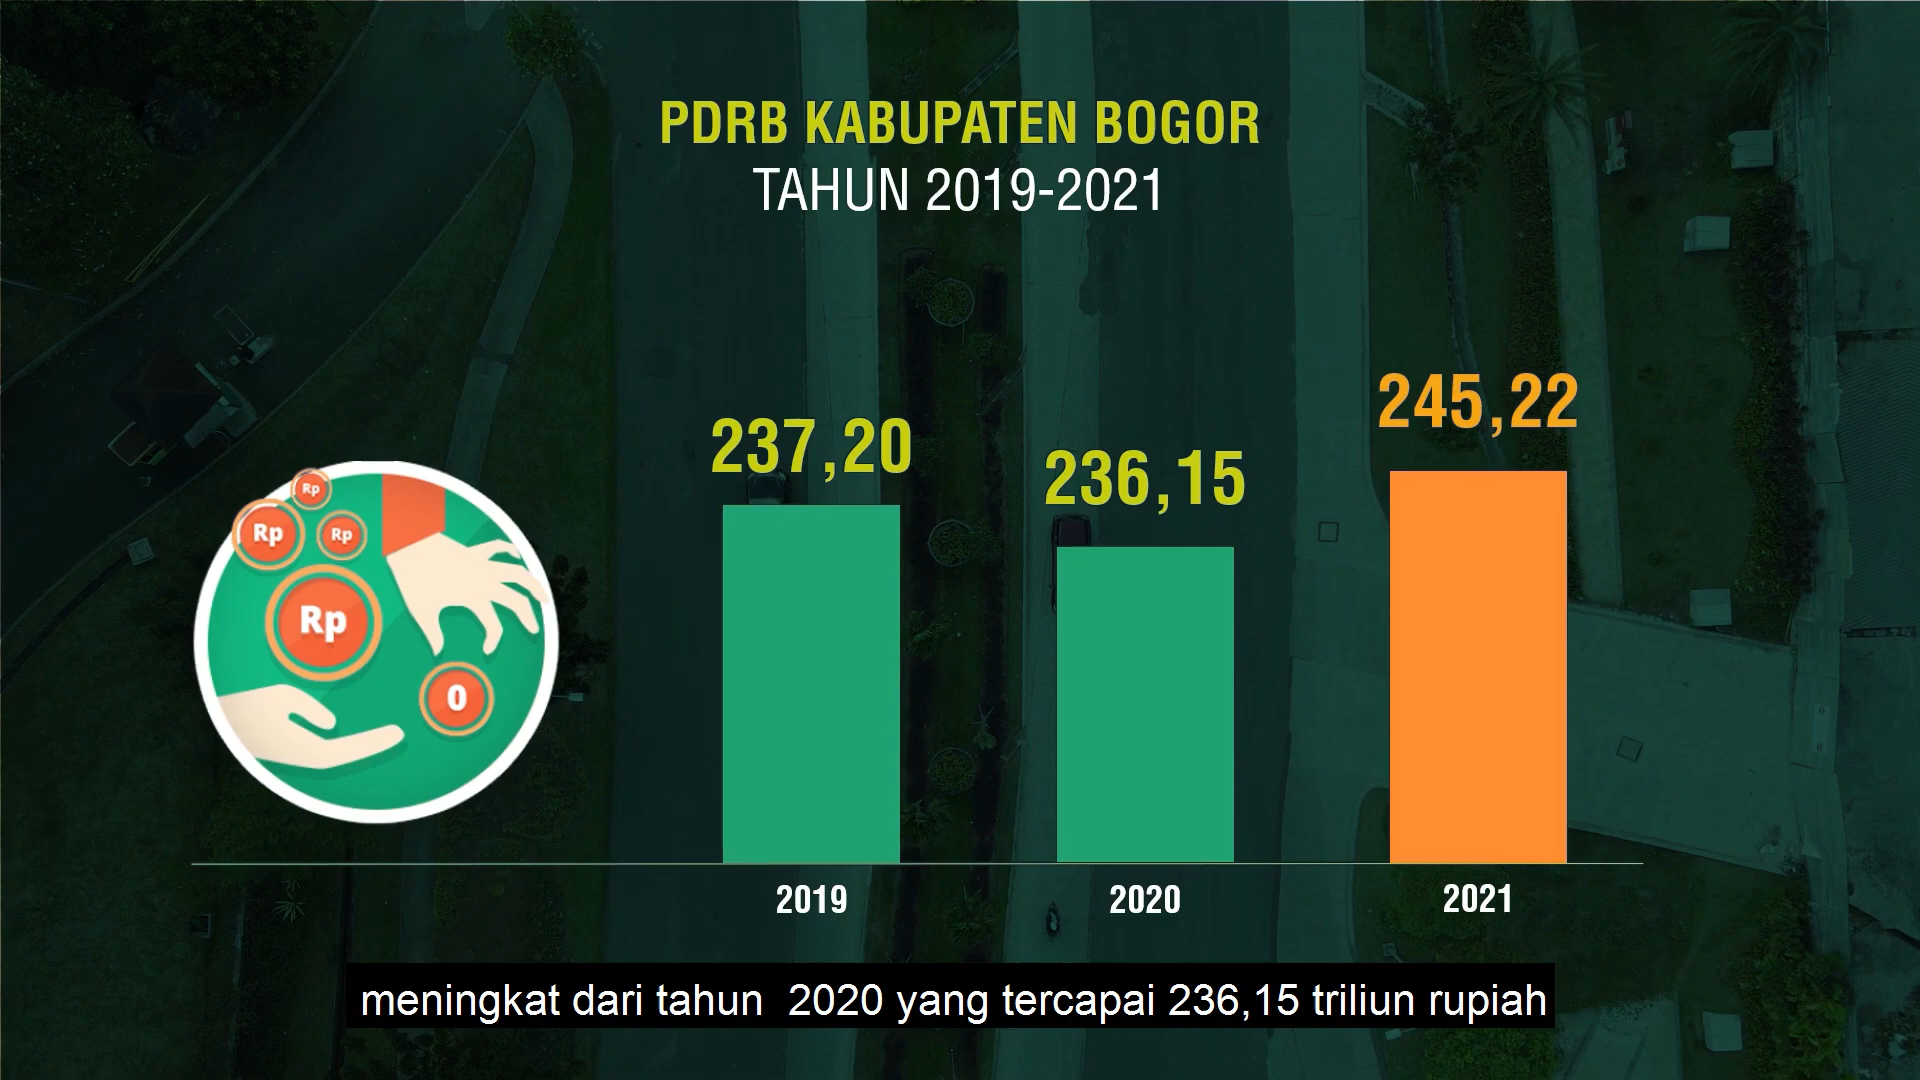 PDRB KABUPATEN BOGOR
TAHUN 2019-2021
237,20
236,15
245,22
Rp
Rp
Rp
Rp
0
2019
2020
2021
meningkat dari tahun  2020 yang tercapai 236,15 triliun rupiah